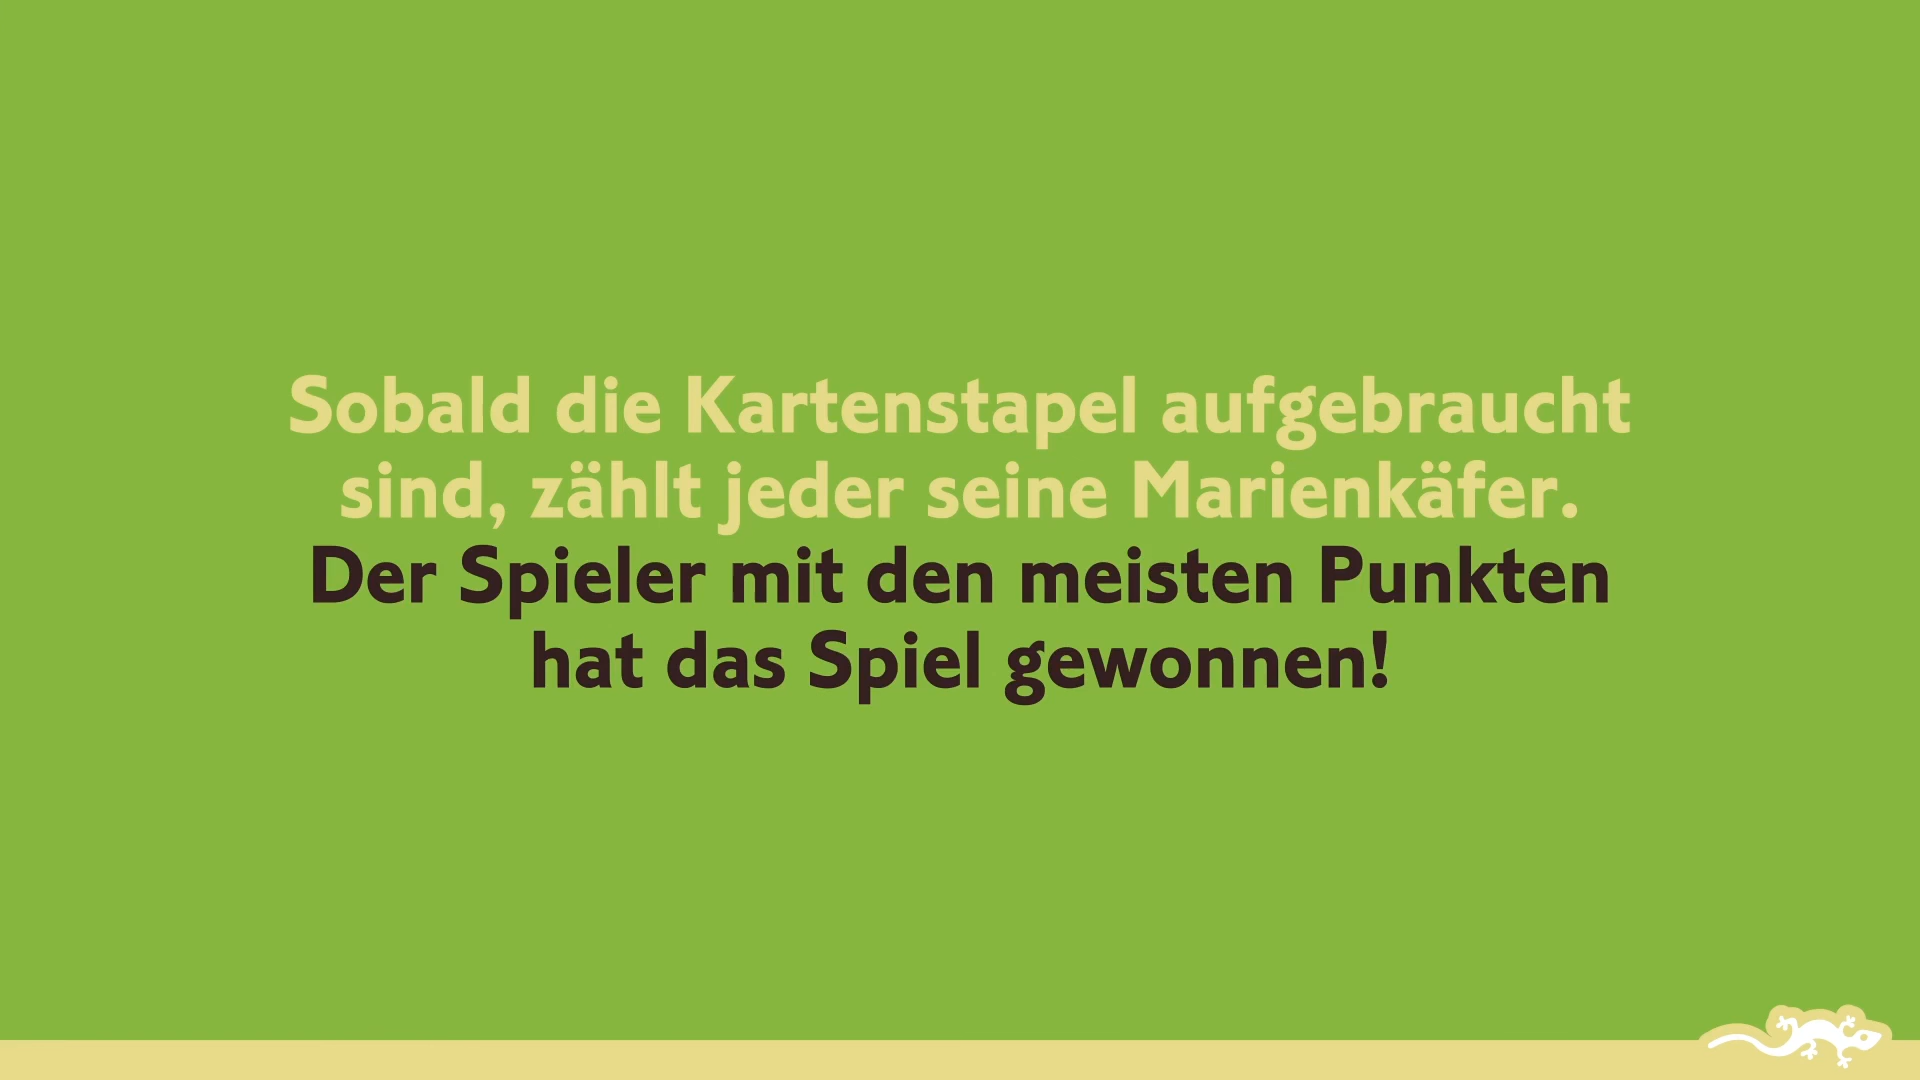 Sobald die Kartenstapel aufgebraucht
sind, zählt jeder seine Marienkäfer.
Der Spieler mit den meisten Punkten
hat das Spiel gewonnen!